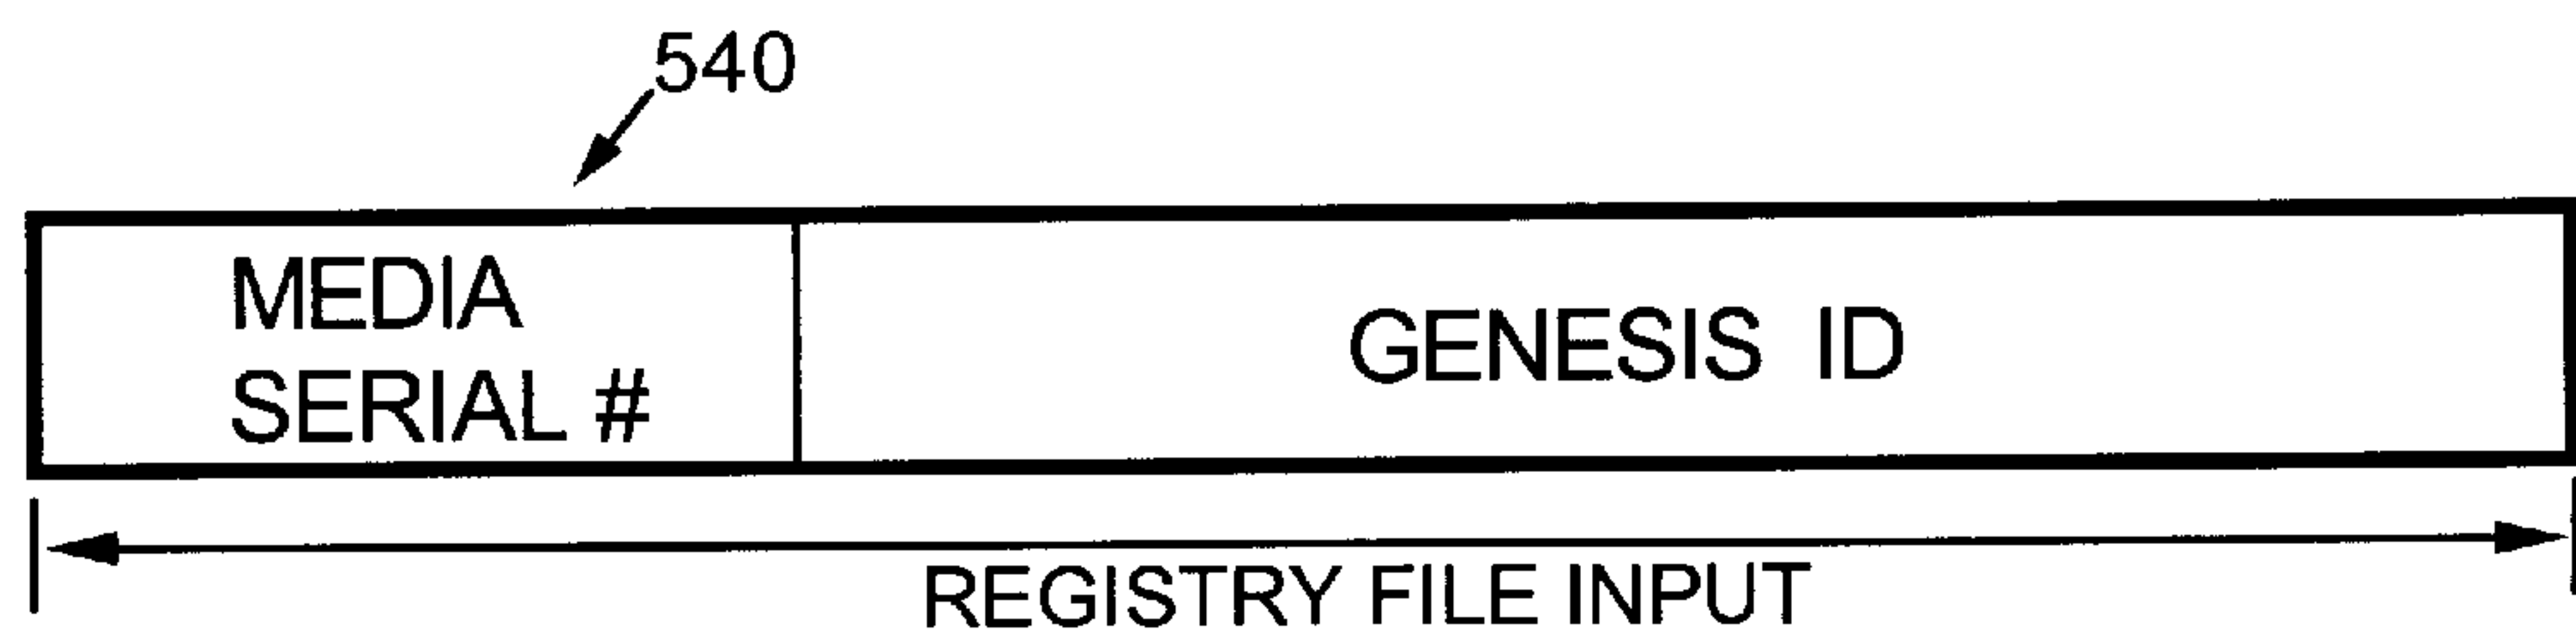 540
MEDIA
SERIAL #
GENESIS ID
REGISTRY FILE INPUT